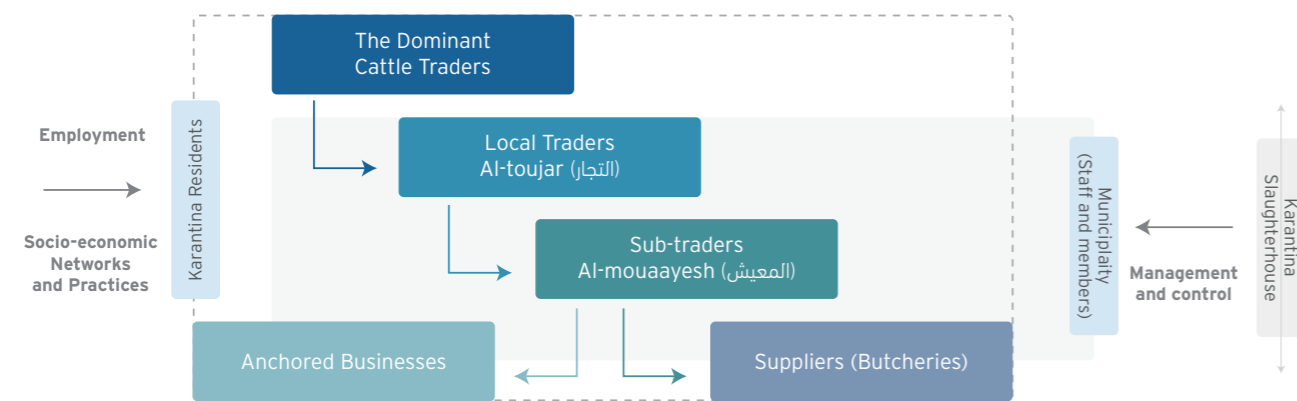 The Dominant
Cattle Traders
Employment
Karantina Residents
Socio-economic
Networks
and Practices
Local Traders
Al-toujar (التجار)
Sub-traders
Al-mouaayesh (المعيش)
Anchored Businesses
Suppliers (Butcheries)
Municiplaity
(Staff and members)
Management
and control
Karantina
Slaughterhouse